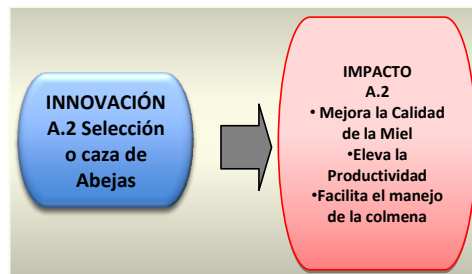 INNOVACIÓN
A.2 Selección
o caza de
Abejas
IMPACTO
A.2
• Mejora la Calidad
de la Miel
•Eleva la
Productividad
•Facilita el manejo
de la colmena